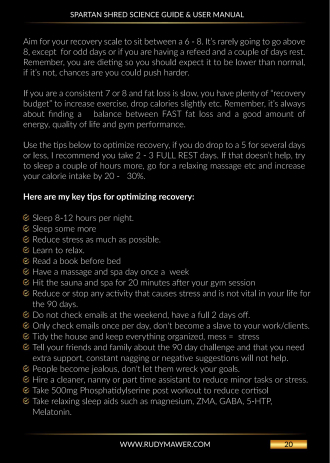 SPARTAN SHRED SCIENCE GUIDE & USER MANUAL
Aim for your recovery scale to sit between a 6 - 8. It's rarely going to go above
8, except for odd days or if you are having a refeed and a couple of days rest.
Remember, you are dieting so you should expect it to be lower than normal,
if it's not, chances are you could push harder.
If you are a consistent 7 or 8 and fat loss is slow, you have plenty of “recovery
budget” to increase exercise, drop calories slightly etc. Remember, it's always
about finding a balance between FAST fat loss and a good amount of
energy, quality of life and gym performance.
Use the tips below to optimize recovery, if you do drop to a 5 for several days
or less, I recommend you take 2 - 3 FULL REST days. If that doesn't help, try
to sleep a couple of hours more, go for a relaxing massage etc and increase
your calorie intake by 20 - 30%.
Here are my key tips for optimizing recovery:
Sleep 8-12 hours per night.
Sleep some more
Reduce stress as much as possible.
Learn to relax.
Read a book before bed
Have a massage and spa day once a week
Hit the sauna and spa for 20 minutes after your gym session
Reduce or stop any activity that causes stress and is not vital in your life for
the 90 days.
Do not check emails at the weekend, have a full 2 days off.
Only check emails once per day, don't become a slave to your work/clients.
Tidy the house and keep everything organized, mess = stress
Tell your friends and family about the 90 day challenge and that you need
extra support, constant nagging or negative suggestions will not help.
People become jealous, don't let them wreck your goals.
Hire a cleaner, nanny or part time assistant to reduce minor tasks or stress.
Take 500mg Phosphatidylserine post workout to reduce cortisol
Take relaxing sleep aids such as magnesium, ZMA, GABA, 5-HTP,
Melatonin.
WWW.RUDYMAWER.COM
20